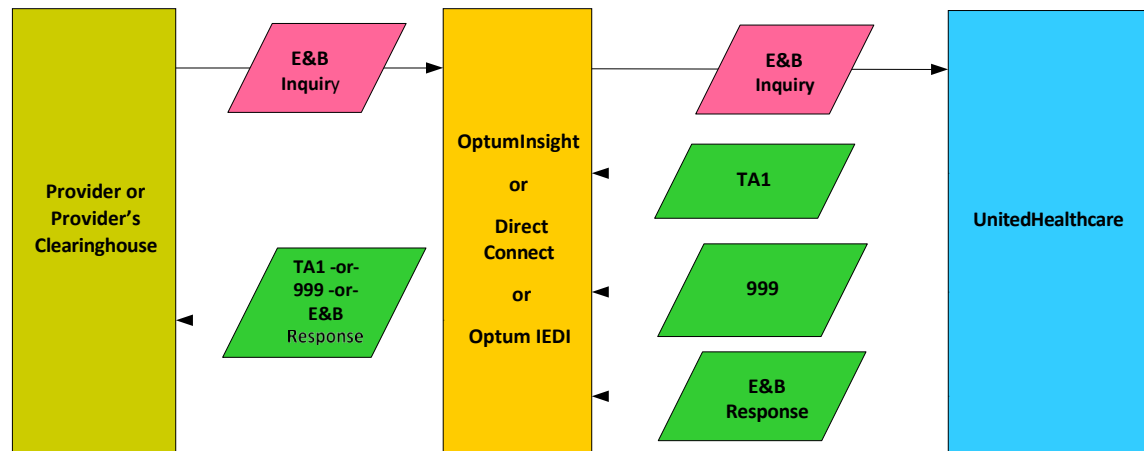 E&B
Inquiry
E&B
Inquiry
Provider or
Provider's
Clearinghouse
TA1 -or-
999 -or-
E&B
Response
OptumInsight
or
Direct
Connect
or
Optum IEDI
TA1
999
E&B
Response
UnitedHealthcare